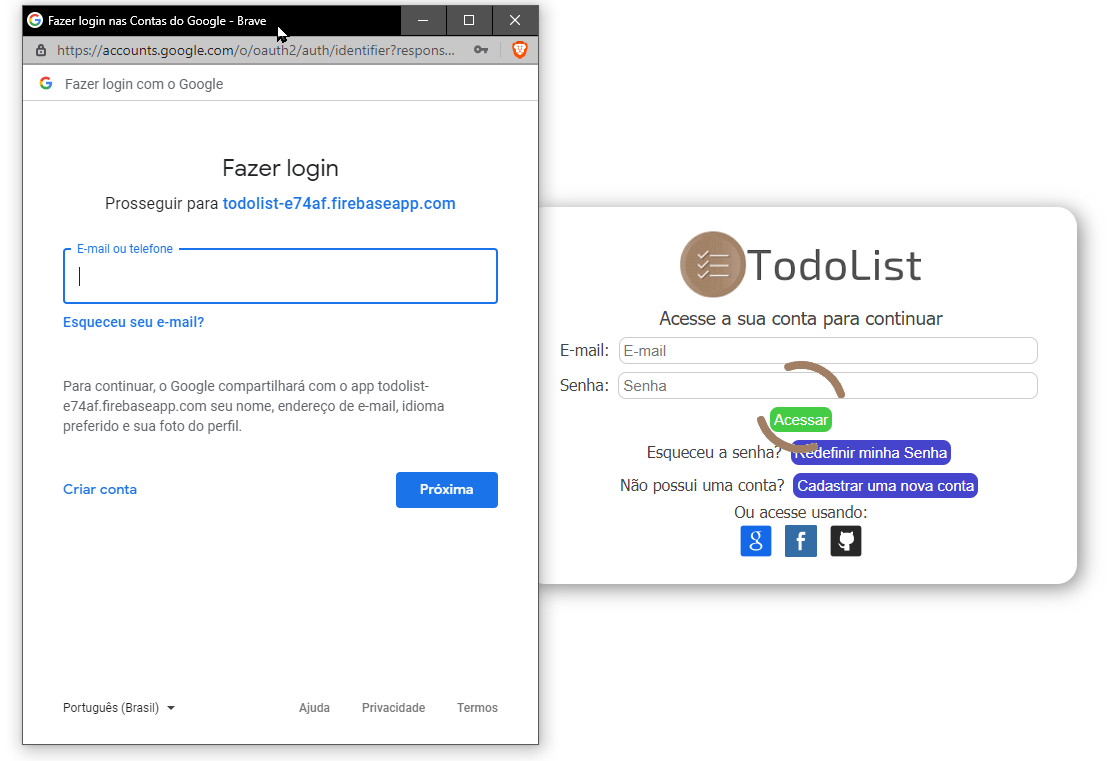 Fazer login nas Contas do Google - Brave
https://accounts.google.com/o/oauth2/auth/identifier?respons...
Fazer login com o Google
Fazer login
Prosseguir para todolist-e74af.firebaseapp.com
E-mail ou telefone
Esqueceu seu e-mail?
Para continuar, o Google compartilhará com o app todolist-
e74af.firebaseapp.com seu nome, endereço de e-mail, idioma
preferido e sua foto do perfil.
Criar conta
Próxima
Português (Brasil)
Ajuda
Privacidade
Termos
TodoList
Acesse a sua conta para continuar
E-mail: E-mail
Senha: Senha
Acessar
Esqueceu a senha? Redefinir minha Senha
Não possui uma conta? Cadastrar uma nova conta
Ou acesse usando: